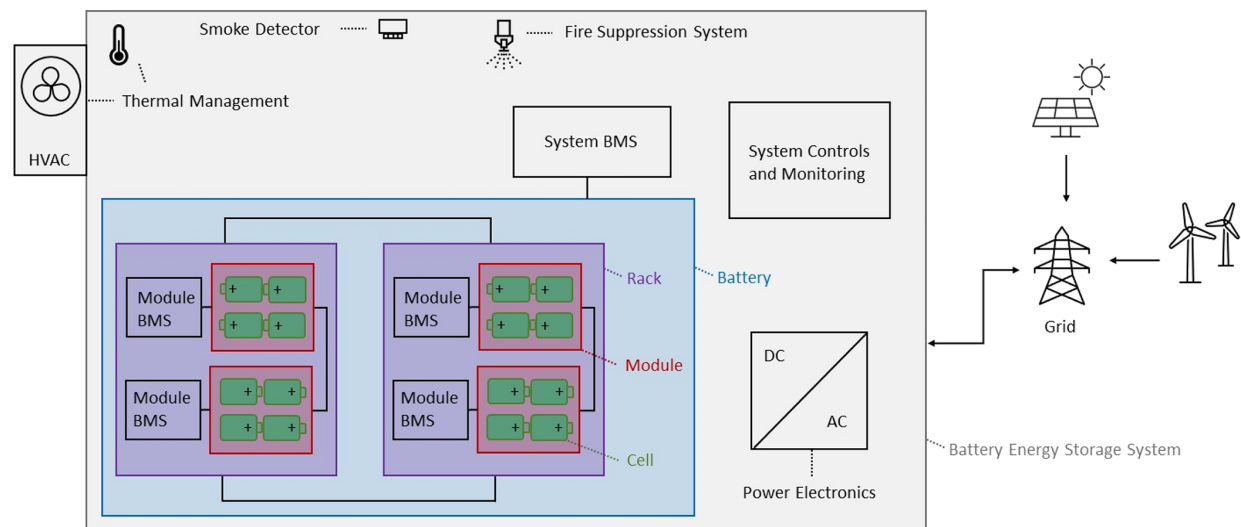 Smoke Detector
Fire Suppression System
Thermal Management
HVAC
System BMS
System Controls
and Monitoring
Rack
Battery
Module
BMS
+ +
+ +
Module
BMS
+ +
+ +
Module
Module
BMS
+ +
+ +
Module
BMS
+ +
+ +
Cell
DC
AC
Power Electronics
Grid
Battery Energy Storage System